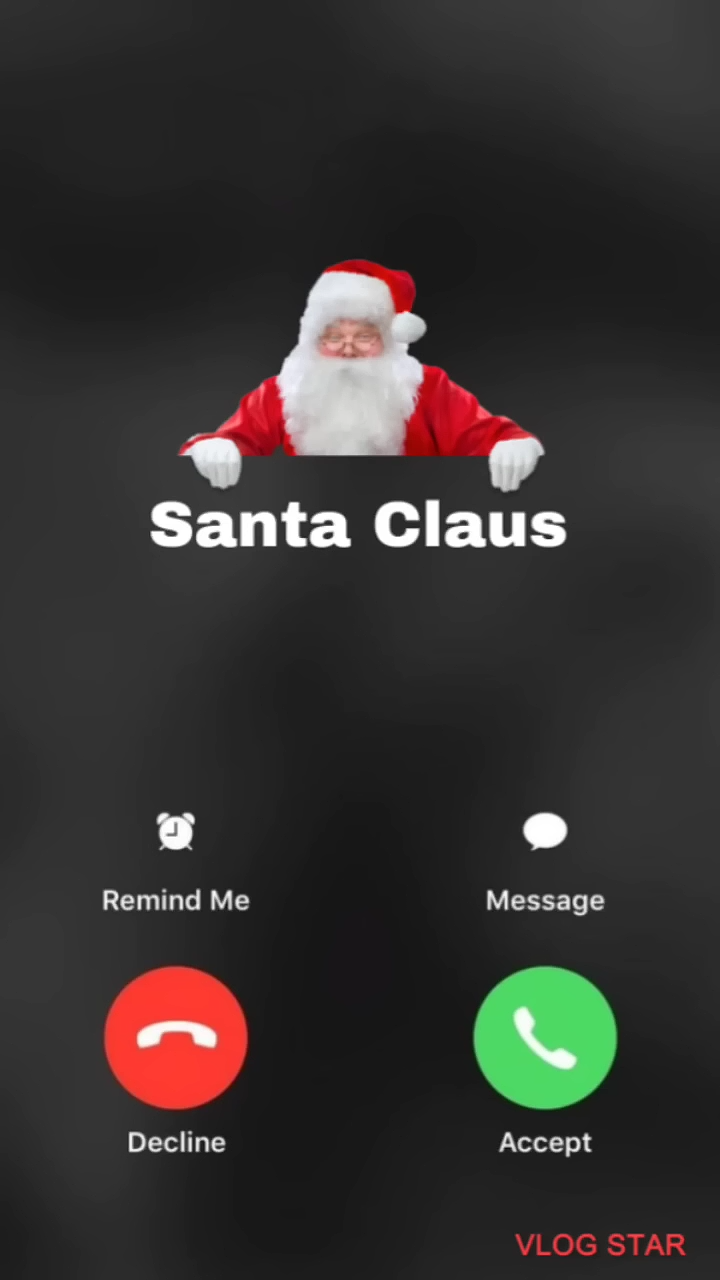 Santa Claus
Remind Me
Message
Decline
Accept
VLOG STAR